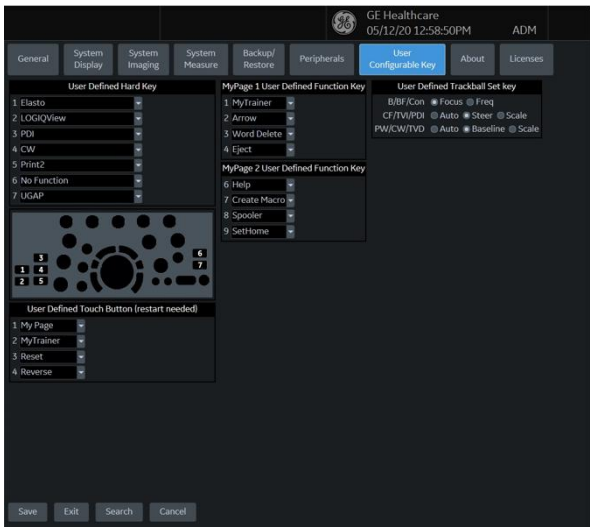 GE Healthcare
05/12/20 12:58:50PM ADM
General System Display System Imaging System Measure Backup/ Restore Peripherals User Configurable Key About Licenses
User Defined Hard Key
1 Elasto
2 LOGIQView
3 PDI
4 CW
5 Print2
6 No Function
7 UGAP
3
1 4
2 5
6
7
User Defined Touch Button (restart needed)
1 My Page
2 MyTrainer
3 Reset
4 Reverse
MyPage 1 User Defined Function Key
1 MyTrainer
2 Arrow
3 Word Delete
4 Eject
MyPage 2 User Defined Function Key
6 Help
7 Create Macro
8 Spooler
9 SetHome
User Defined Trackball Set key
B/BF/Con Focus Freq
CF/TVI/PDI Auto Steer Scale
PW/CW/TVD Auto Baseline Scale
Save Exit Search Cancel